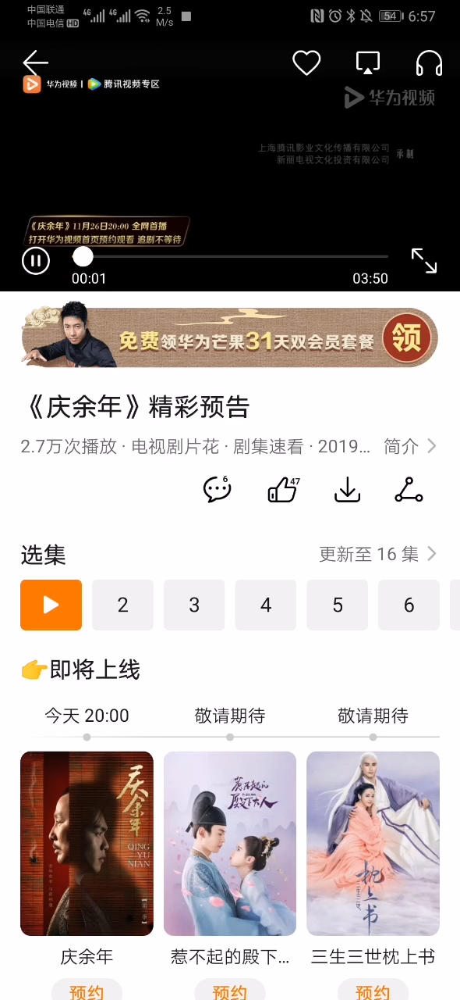 中国联通
中国电信 HD
4G 4G 2.5 M/s
54 6:57
华为视频 | 腾讯视频专区
华为视频
上海腾讯影业文化传播有限公司
新丽电视文化投资有限公司
承制
《庆余年》11月26日20:00 全网首播
打开华为视频首页预约观看 追剧不等待
00:01 03:50
免费领华为芒果31天双会员套餐 领
《庆余年》精彩预告
2.7万次播放 · 电视剧片花 · 剧集速看 · 2019... 简介
6 47
选集 更新至 16 集
2 3 4 5 6
👉即将上线
今天 20:00 敬请期待 敬请期待
庆余年
QING
YU
NIAN
惹不起的
殿下大人
枕上书
三生三世
庆余年 惹不起的殿下... 三生三世枕上书
预约 预约 预约